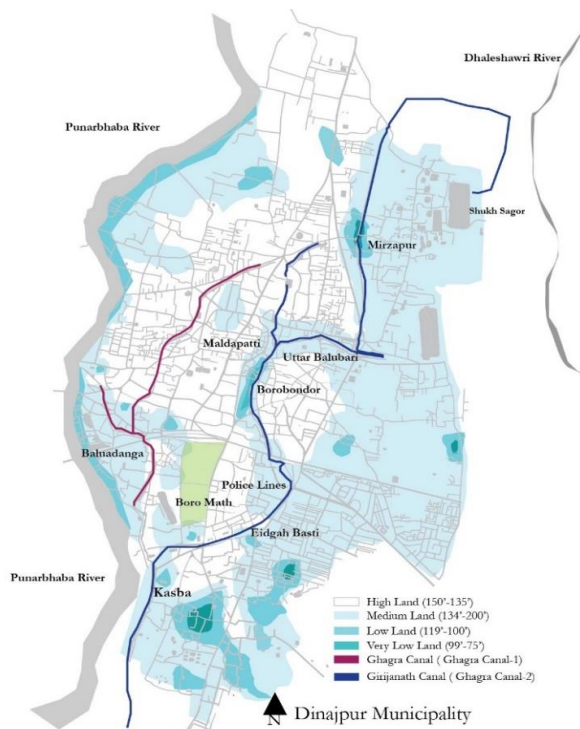 Dhaleshawri River
Punarbhaba River
Shukh Sagor
Mirzapur
Maldapatti
Uttar Balubari
Borobondor
Baluadanga
Police Lines
Boro Math
Eidgah Basti
Punarbhaba River
Kasba
High Land (150'-135')
Medium Land (134'-200')
Low Land (119'-100')
Very Low Land (99'-75')
Ghagra Canal ( Ghagra Canal-1)
Girijanath Canal ( Ghagra Canal-2)
N
Dinajpur Municipality